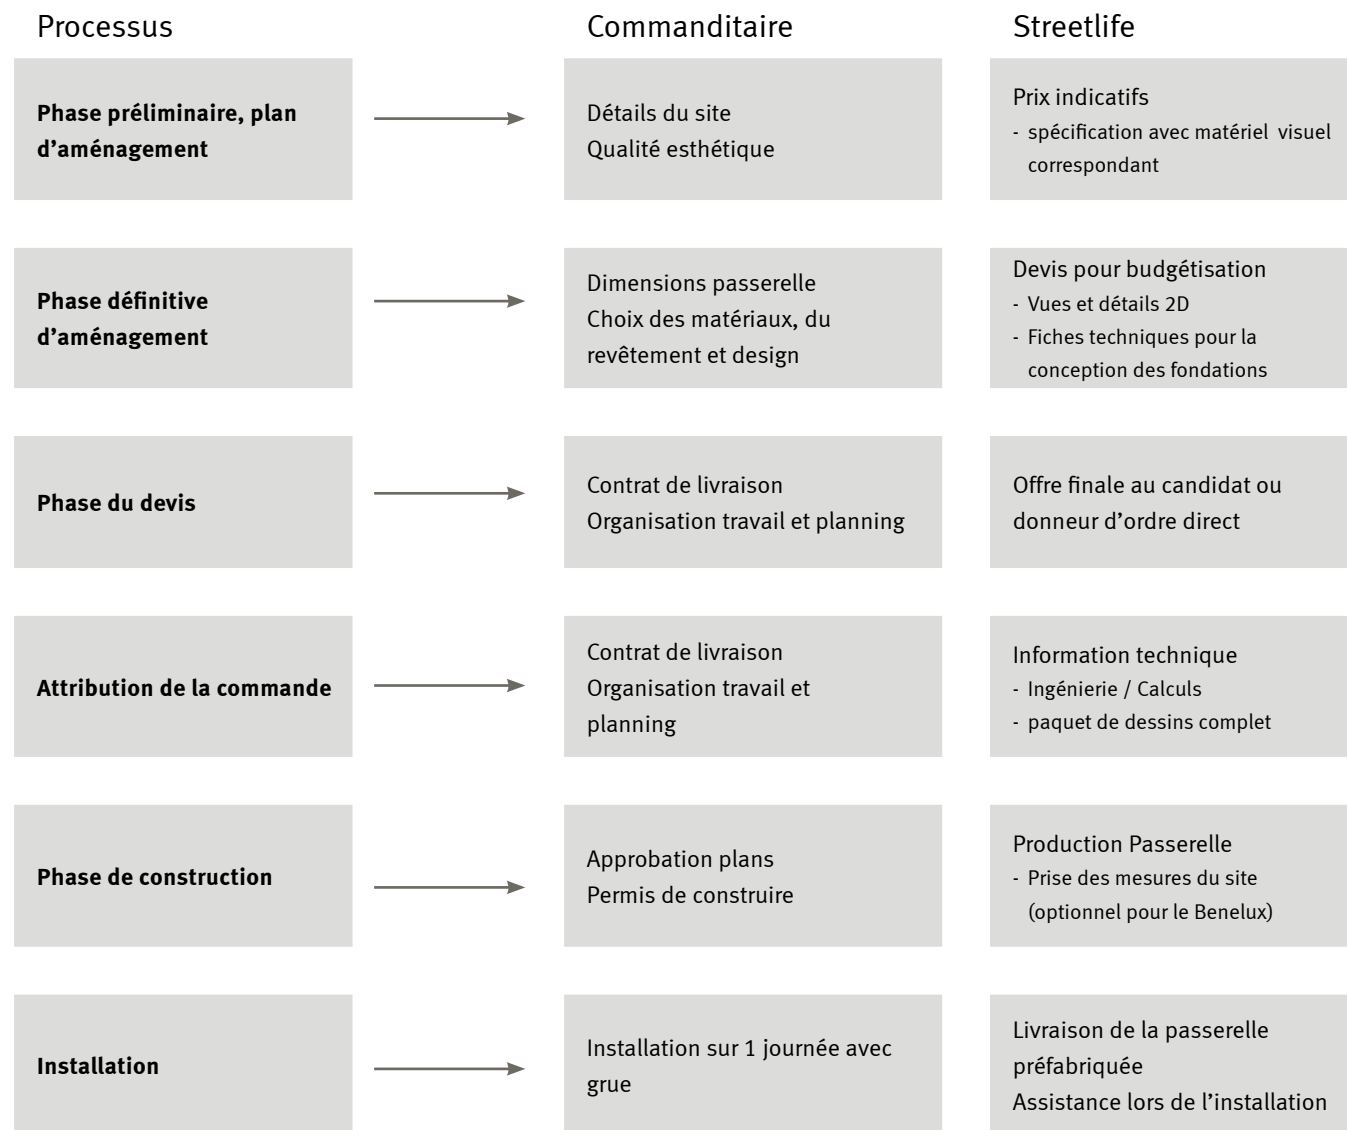 Processus
Commanditaire
Streetlife
Phase préliminaire, plan
d’aménagement
Détails du site
Qualité esthétique
Prix indicatifs
- spécification avec matériel visuel
correspondant
Phase définitive
d’aménagement
Dimensions passerelle
Choix des matériaux, du
revêtement et design
Devis pour budgétisation
- Vues et détails 2D
- Fiches techniques pour la
conception des fondations
Phase du devis
Contrat de livraison
Organisation travail et planning
Offre finale au candidat ou
donneur d’ordre direct
Attribution de la commande
Contrat de livraison
Organisation travail et
planning
Information technique
- Ingénierie / Calculs
- paquet de dessins complet
Phase de construction
Approbation plans
Permis de construire
Production Passerelle
- Prise des mesures du site
(optionnel pour le Benelux)
Installation
Installation sur 1 journée avec
grue
Livraison de la passerelle
préfabriquée
Assistance lors de l’installation